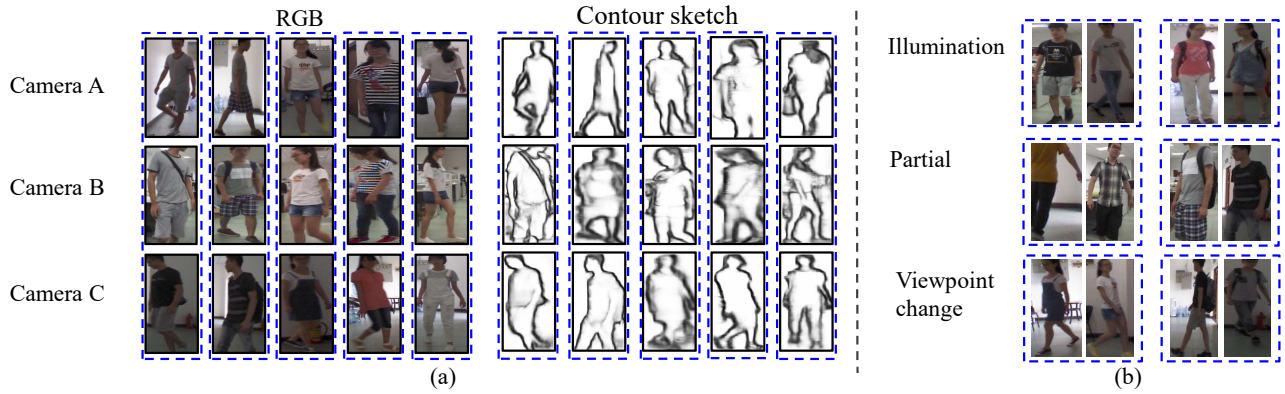 RGB
Contour sketch
Camera A
Camera B
Camera C
(a)
Illumination
Partial
Viewpoint
change
(b)